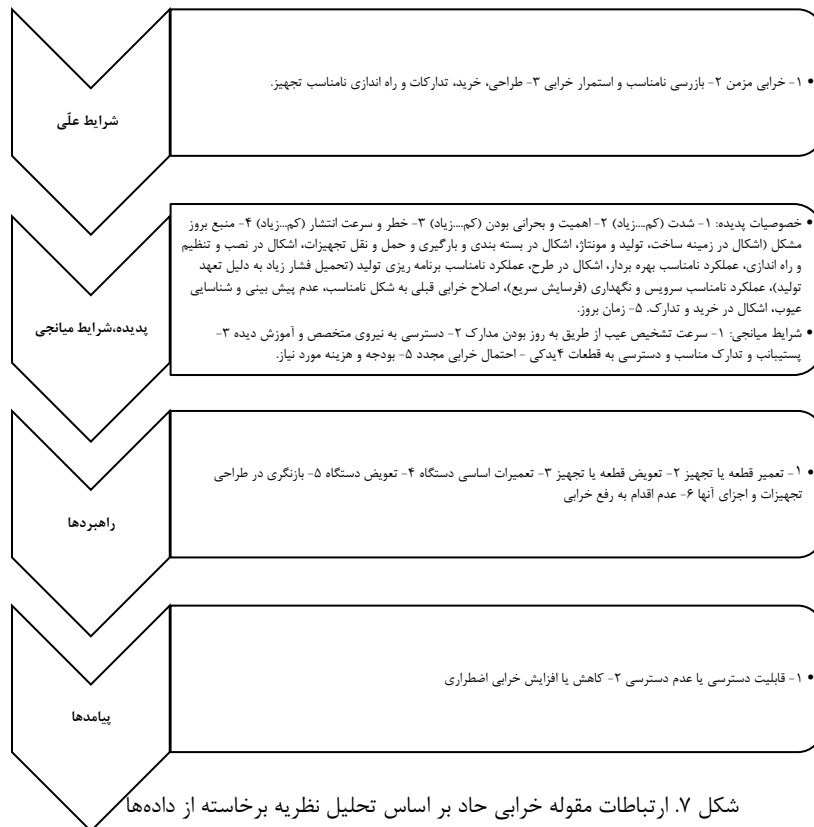 شرایط علّی
• ۱- خرابی مزمن ۲- بازرسی نامناسب و استمرار خرابی ۳- طراحی، خرید، تدارکات و راه اندازی نامناسب تجهیز.
پدیده،شرایط میانجی
• خصوصیات پدیده: ۱- شدت (کم...زیاد) ۲- اهمیت و بحرانی بودن (کم....زیاد) ۳- خطر و سرعت انتشار (کم...زیاد) ۴- منبع بروز
مشکل (اشکال در زمینه ساخت، تولید و مونتاژ، اشکال در بسته بندی و بارگیری و حمل و نقل تجهیزات، اشکال در نصب و تنظیم
و راه اندازی، عملکرد نامناسب بهره بردار، اشکال در طرح، عملکرد نامناسب برنامه ریزی تولید (تحمیل فشار زیاد به دلیل تعهد
تولید)، عملکرد نامناسب سرویس و نگهداری (فرسایش سریع)، اصلاح خرابی قبلی به شکل نامناسب، عدم پیش بینی و شناسایی
عیوب، اشکال در خرید و تدارک. ۵- زمان بروز.
• شرایط میانجی: ۱- سرعت تشخیص عیب از طریق به روز بودن مدارک ۲- دسترسی به نیروی متخصص و آموزش دیده ۳-
پستیبانب و تدارک مناسب و دسترسی به قطعات ۴یدکی - احتمال خرابی مجدد ۵- بودجه و هزینه مورد نیاز.
راهبردها
• ۱- تعمیر قطعه یا تجهیز ۲- تعویض قطعه یا تجهیز ۳- تعمیرات اساسی دستگاه ۴- تعویض دستگاه ۵- بازنگری در طراحی
تجهیزات و اجزای آنها ۶- عدم اقدام به رفع خرابی
پیامدها
• ۱- قابلیت دسترسی یا عدم دسترسی ۲- کاهش یا افزایش خرابی اضطراری
شکل ۷. ارتباطات مقوله خرابی حاد بر اساس تحلیل نظریه برخاسته از داده‌ها